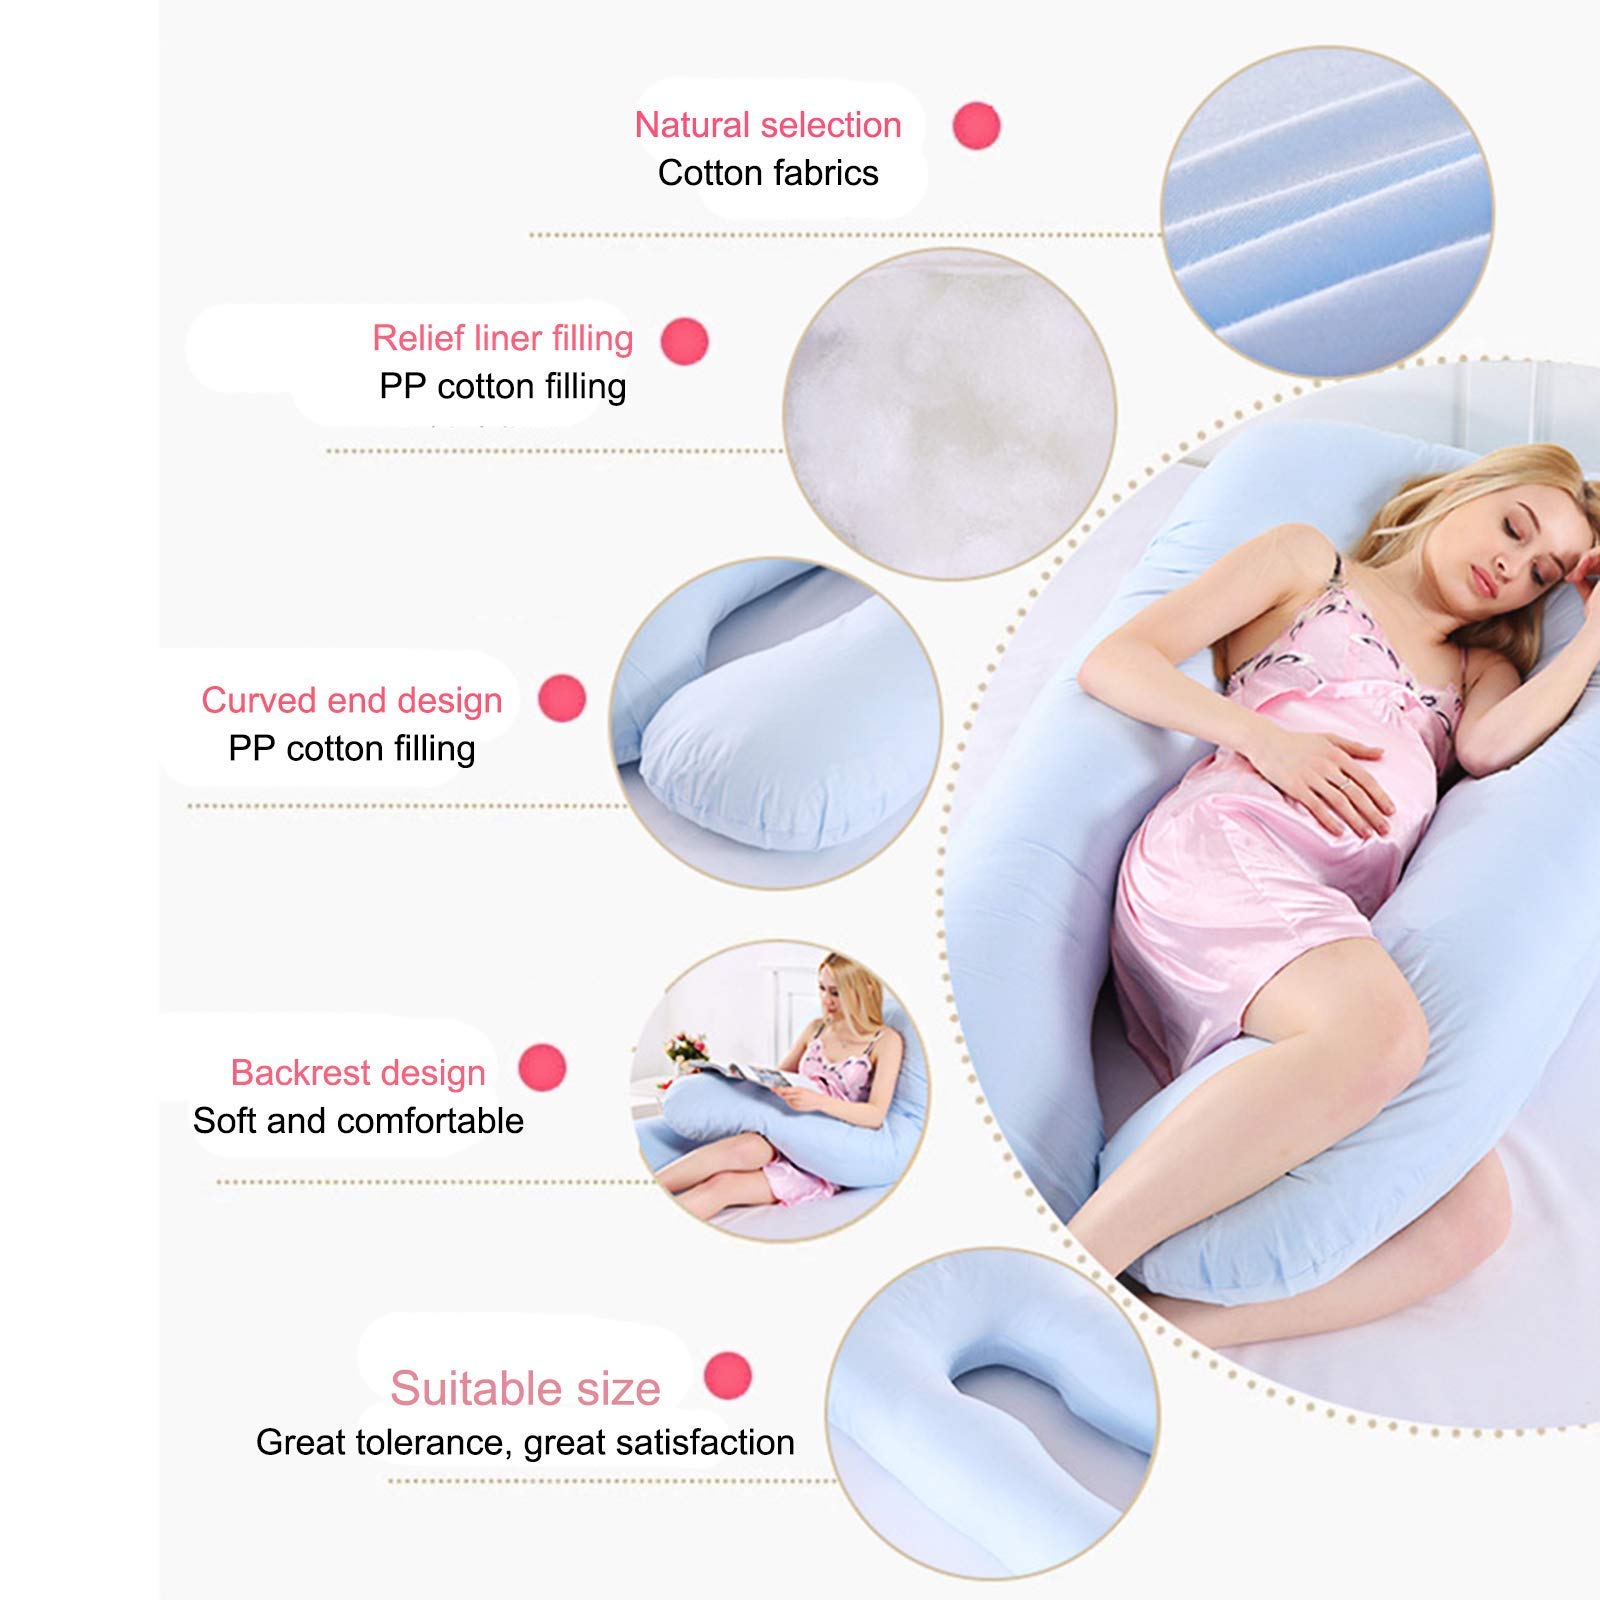 Natural selection
Cotton fabrics
Relief liner filling
PP cotton filling
Curved end design
PP cotton filling
Backrest design
Soft and comfortable
Suitable size
Great tolerance, great satisfaction